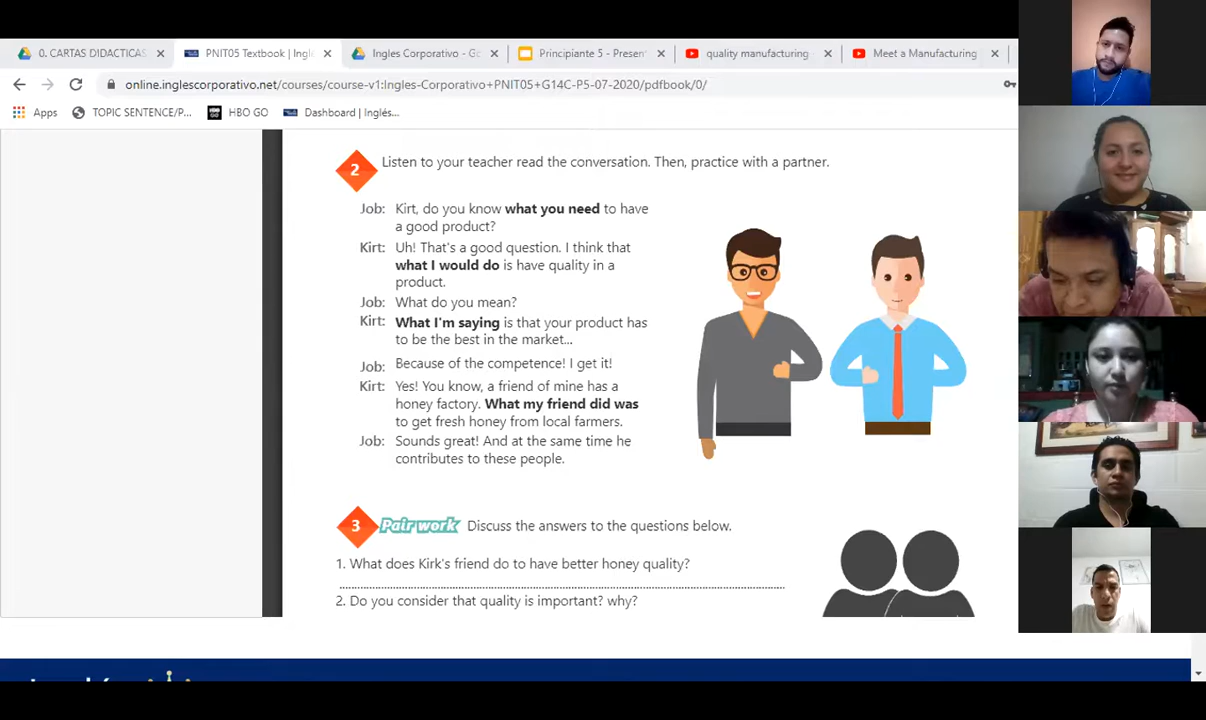 0. CARTAS DIDACTICAS
PNIT05 Textbook | Ingl
Ingles Corporativo - Go
Principiante 5 - Present
quality manufacturing
Meet a Manufacturing
online.inglescorporativo.net/courses/course-v1:Ingles-Corporativo+PNIT05+G14C-P5-07-2020/pdfbook/0/
Apps
TOPIC SENTENCE/P...
HBO GO
Dashboard | Inglés...
2 Listen to your teacher read the conversation. Then, practice with a partner.
Job: Kirt, do you know what you need to have
a good product?
Kirt: Uh! That's a good question. I think that
what I would do is have quality in a
product.
Job: What do you mean?
Kirt: What I'm saying is that your product has
to be the best in the market...
Job: Because of the competence! I get it!
Kirt: Yes! You know, a friend of mine has a
honey factory. What my friend did was
to get fresh honey from local farmers.
Job: Sounds great! And at the same time he
contributes to these people.
3 Pair work Discuss the answers to the questions below.
1. What does Kirk's friend do to have better honey quality?
2. Do you consider that quality is important? why?